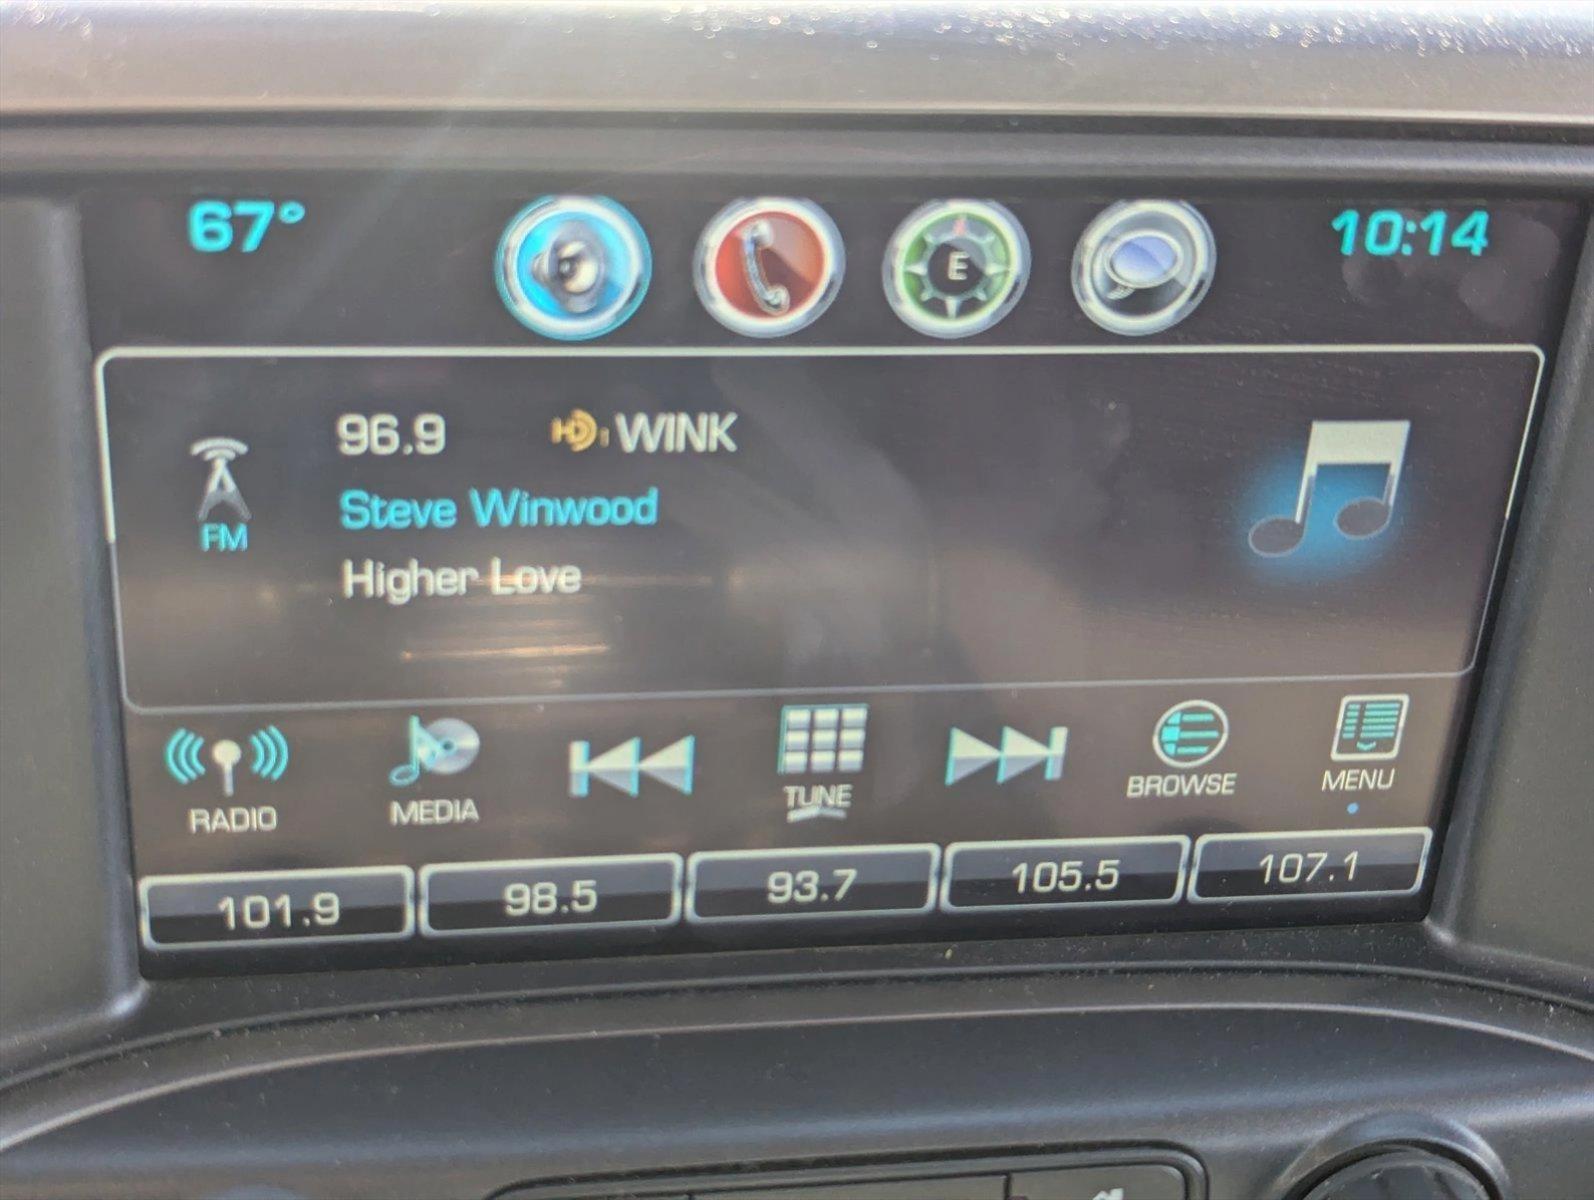 67° E 10:14
96.9 HD1 WINK
Steve Winwood
FM
Higher Love
RADIO MEDIA TUNE BROWSE MENU
101.9 98.5 93.7 105.5 107.1